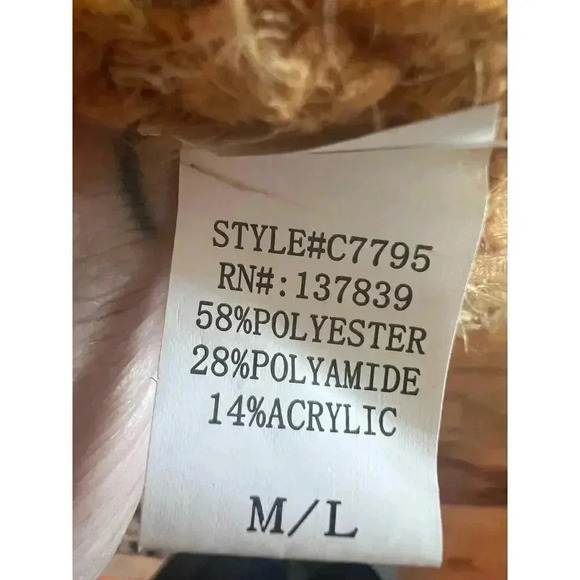 STYLE#C7795
RN#:137839
58%POLYESTER
28%POLYAMIDE
14%ACRYLIC
M/L